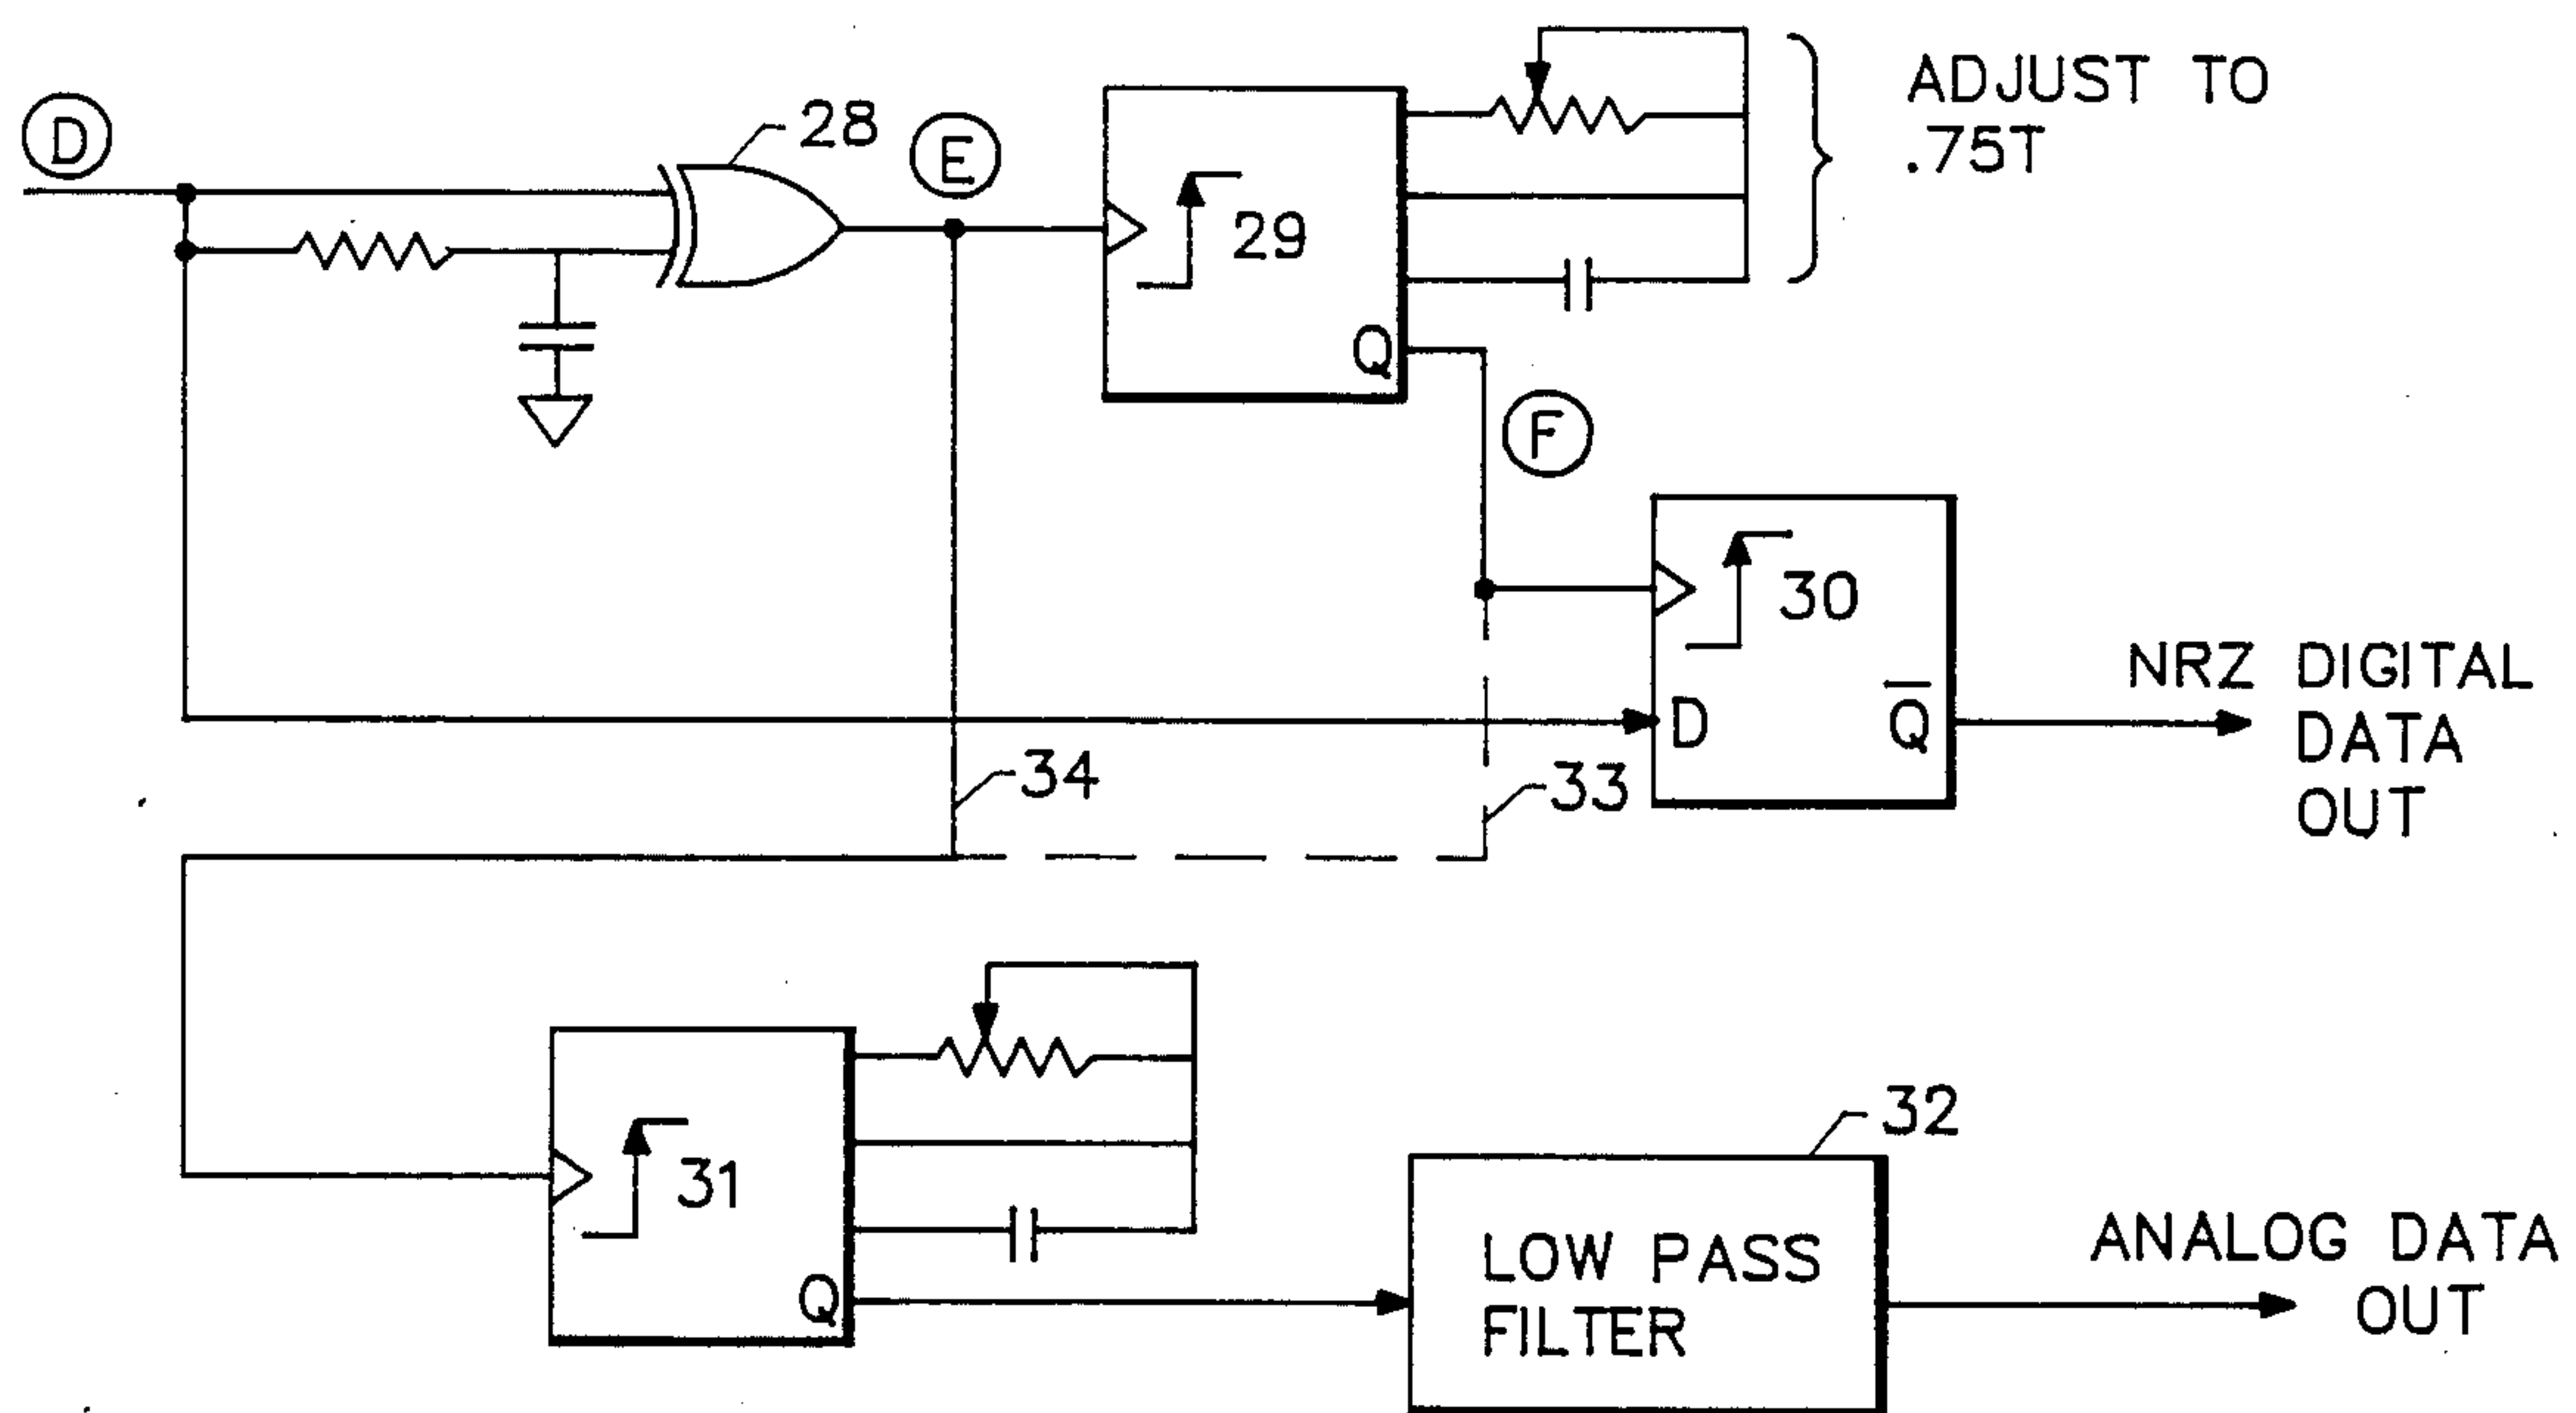 D
28
E
29
Q
ADJUST TO
.75T
F
30
D
Q̅
NRZ DIGITAL
DATA
OUT
34
33
31
Q
32
LOW PASS
FILTER
ANALOG DATA
OUT